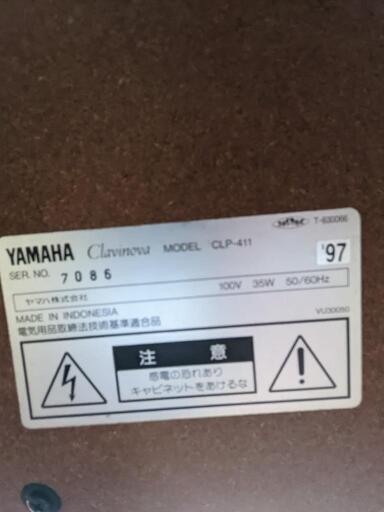 T-630066
YAMAHA Clavinova MODEL CLP-411
SER. NO. 7086 '97
100V 35W 50/60Hz
ヤマハ株式会社
MADE IN INDONESIA VU30050
電気用品取締法技術基準適合品
注意
感電の恐れあり
キャビネットをあけるな